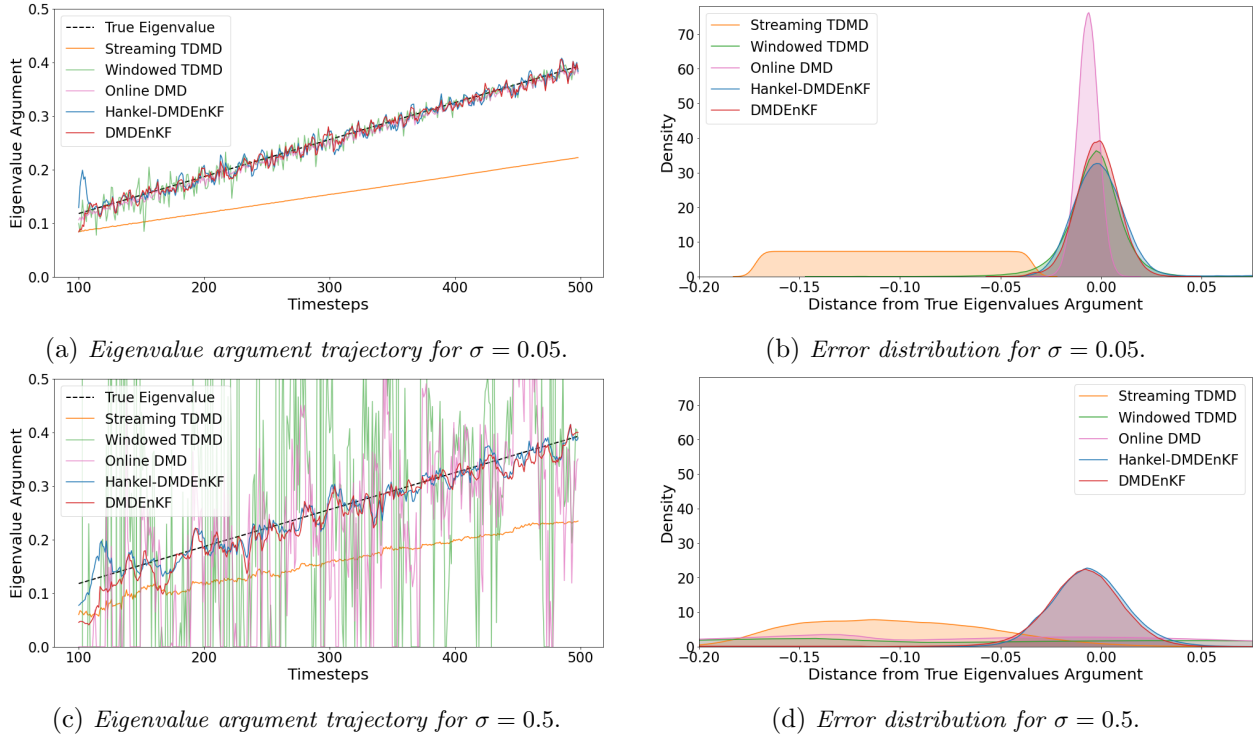 True Eigenvalue
Streaming TDMD
Windowed TDMD
Online DMD
Hankel-DMDEnKF
DMDEnKF
Eigenvalue Argument
0.5
0.4
0.3
0.2
0.1
0.0
100 200 300 400 500
Timesteps
Streaming TDMD
Windowed TDMD
Online DMD
Hankel-DMDEnKF
DMDEnKF
Density
70
60
50
40
30
20
10
0
−0.20 −0.15 −0.10 −0.05 0.00 0.05
Distance from True Eigenvalues Argument
(a) Eigenvalue argument trajectory for σ = 0.05.
(b) Error distribution for σ = 0.05.
True Eigenvalue
Streaming TDMD
Windowed TDMD
Online DMD
Hankel-DMDEnKF
DMDEnKF
Eigenvalue Argument
0.5
0.4
0.3
0.2
0.1
0.0
100 200 300 400 500
Timesteps
Streaming TDMD
Windowed TDMD
Online DMD
Hankel-DMDEnKF
DMDEnKF
Density
70
60
50
40
30
20
10
0
−0.20 −0.15 −0.10 −0.05 0.00 0.05
Distance from True Eigenvalues Argument
(c) Eigenvalue argument trajectory for σ = 0.5.
(d) Error distribution for σ = 0.5.